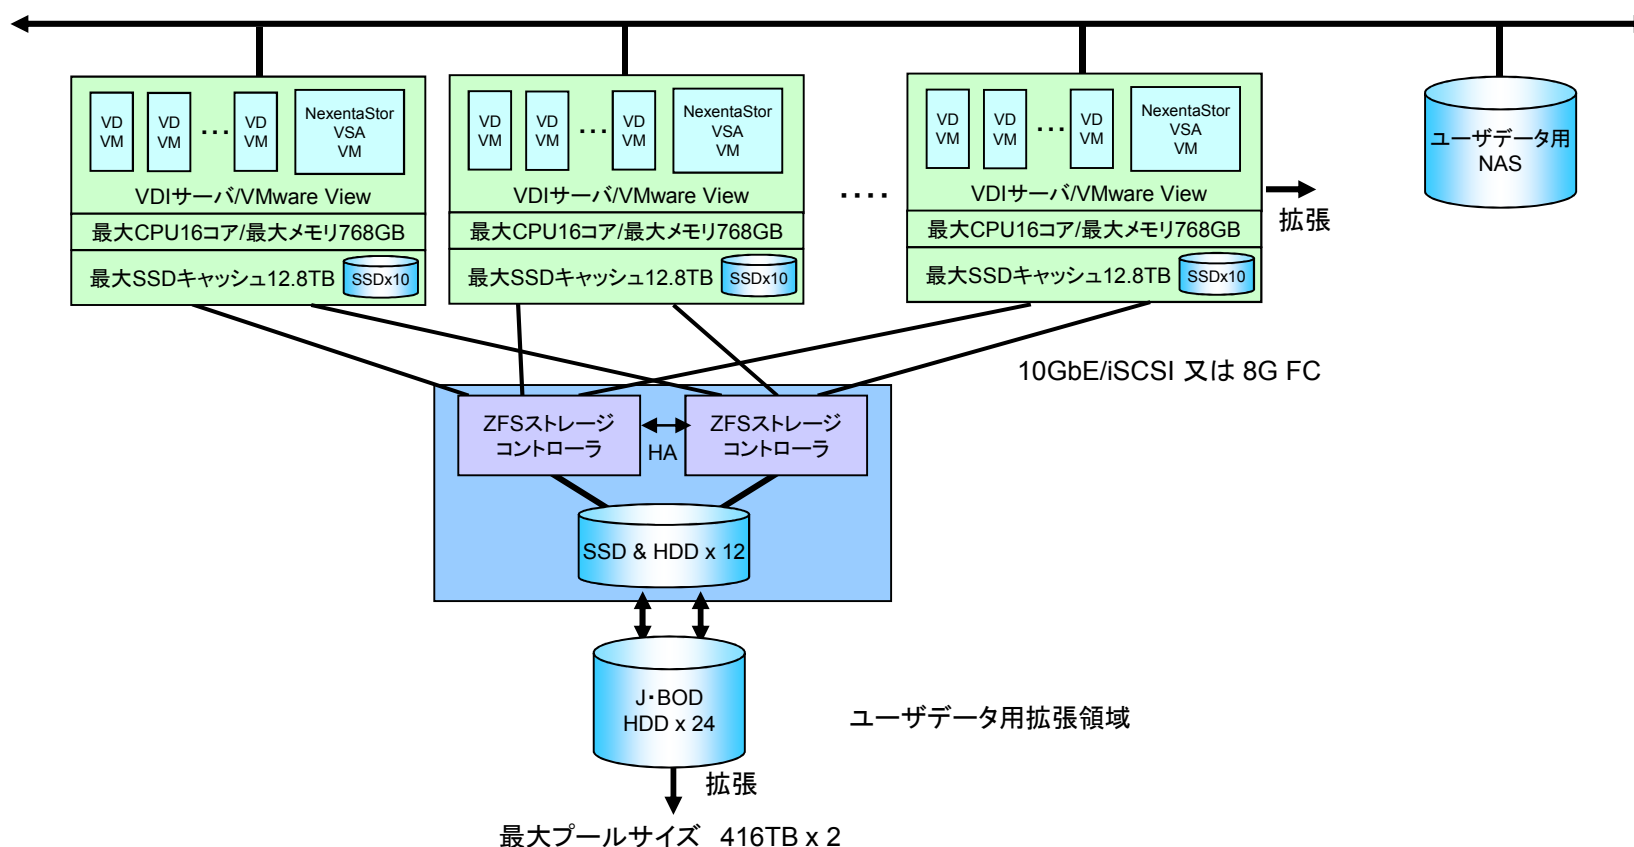 VD
VM
VD
VM
...
VD
VM
NexentaStor
VSA
VM
VDIサーバ/VMware View
最大CPU16コア/最大メモリ768GB
最大SSDキャッシュ12.8TB
SSDx10
VD
VM
VD
VM
...
VD
VM
NexentaStor
VSA
VM
VDIサーバ/VMware View
最大CPU16コア/最大メモリ768GB
最大SSDキャッシュ12.8TB
SSDx10
....
VD
VM
VD
VM
...
VD
VM
NexentaStor
VSA
VM
VDIサーバ/VMware View
最大CPU16コア/最大メモリ768GB
最大SSDキャッシュ12.8TB
SSDx10
拡張
ユーザデータ用
NAS
10GbE/iSCSI 又は 8G FC
ZFSストレージ
コントローラ
HA
ZFSストレージ
コントローラ
SSD & HDD x 12
J・BOD
HDD x 24
ユーザデータ用拡張領域
拡張
最大プールサイズ 416TB x 2